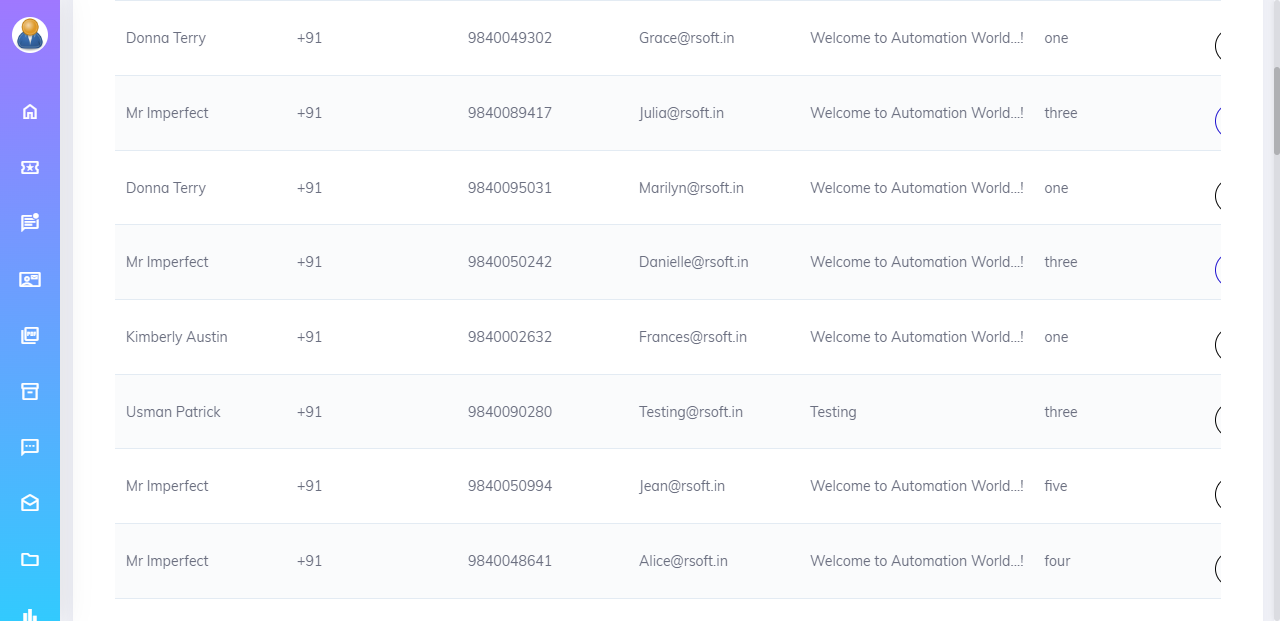 Donna Terry +91 9840049302 Grace@rsoft.in Welcome to Automation World...! one
Mr Imperfect +91 9840089417 Julia@rsoft.in Welcome to Automation World...! three
Donna Terry +91 9840095031 Marilyn@rsoft.in Welcome to Automation World...! one
Mr Imperfect +91 9840050242 Danielle@rsoft.in Welcome to Automation World...! three
Kimberly Austin +91 9840002632 Frances@rsoft.in Welcome to Automation World...! one
Usman Patrick +91 9840090280 Testing@rsoft.in Testing three
Mr Imperfect +91 9840050994 Jean@rsoft.in Welcome to Automation World...! five
Mr Imperfect +91 9840048641 Alice@rsoft.in Welcome to Automation World...! four